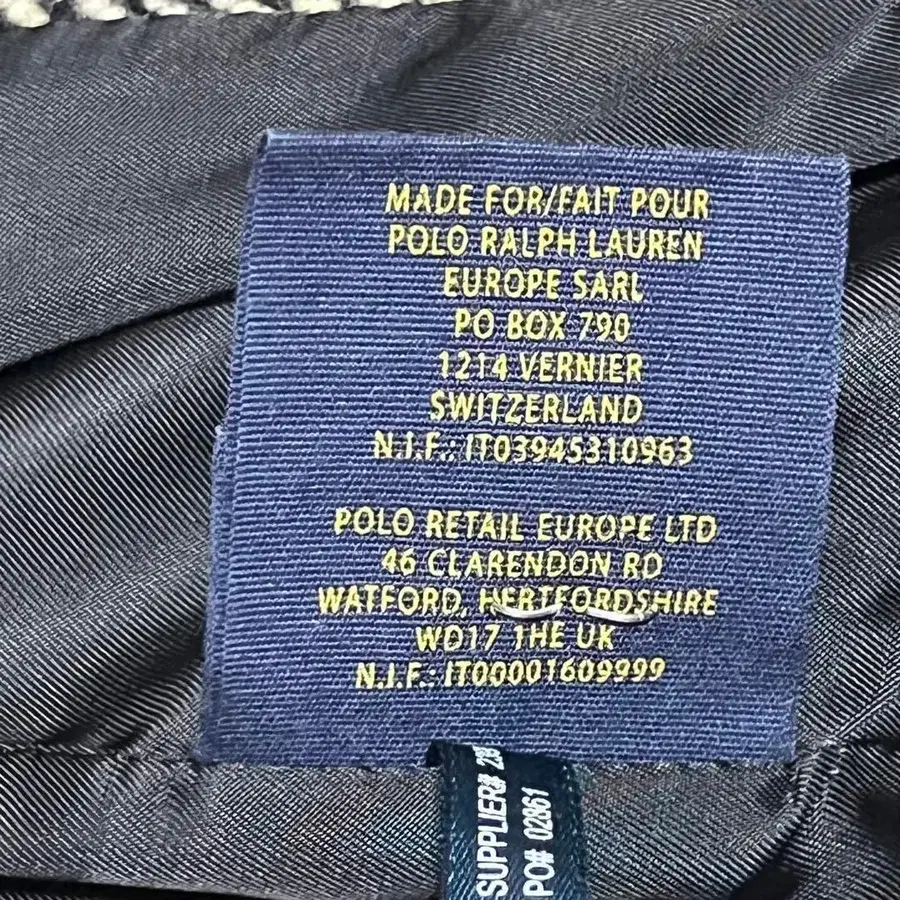 MADE FOR/FAIT POUR
POLO RALPH LAUREN
EUROPE SARL
PO BOX 790
1214 VERNIER
SWITZERLAND
N.I.F.: IT03945310963
POLO RETAIL EUROPE LTD
46 CLARENDON RD
WATFORD, HERTFORDSHIRE
WD17 1HE UK
N.I.F.: IT00001609999
SUPPLIER#
PO# 02861